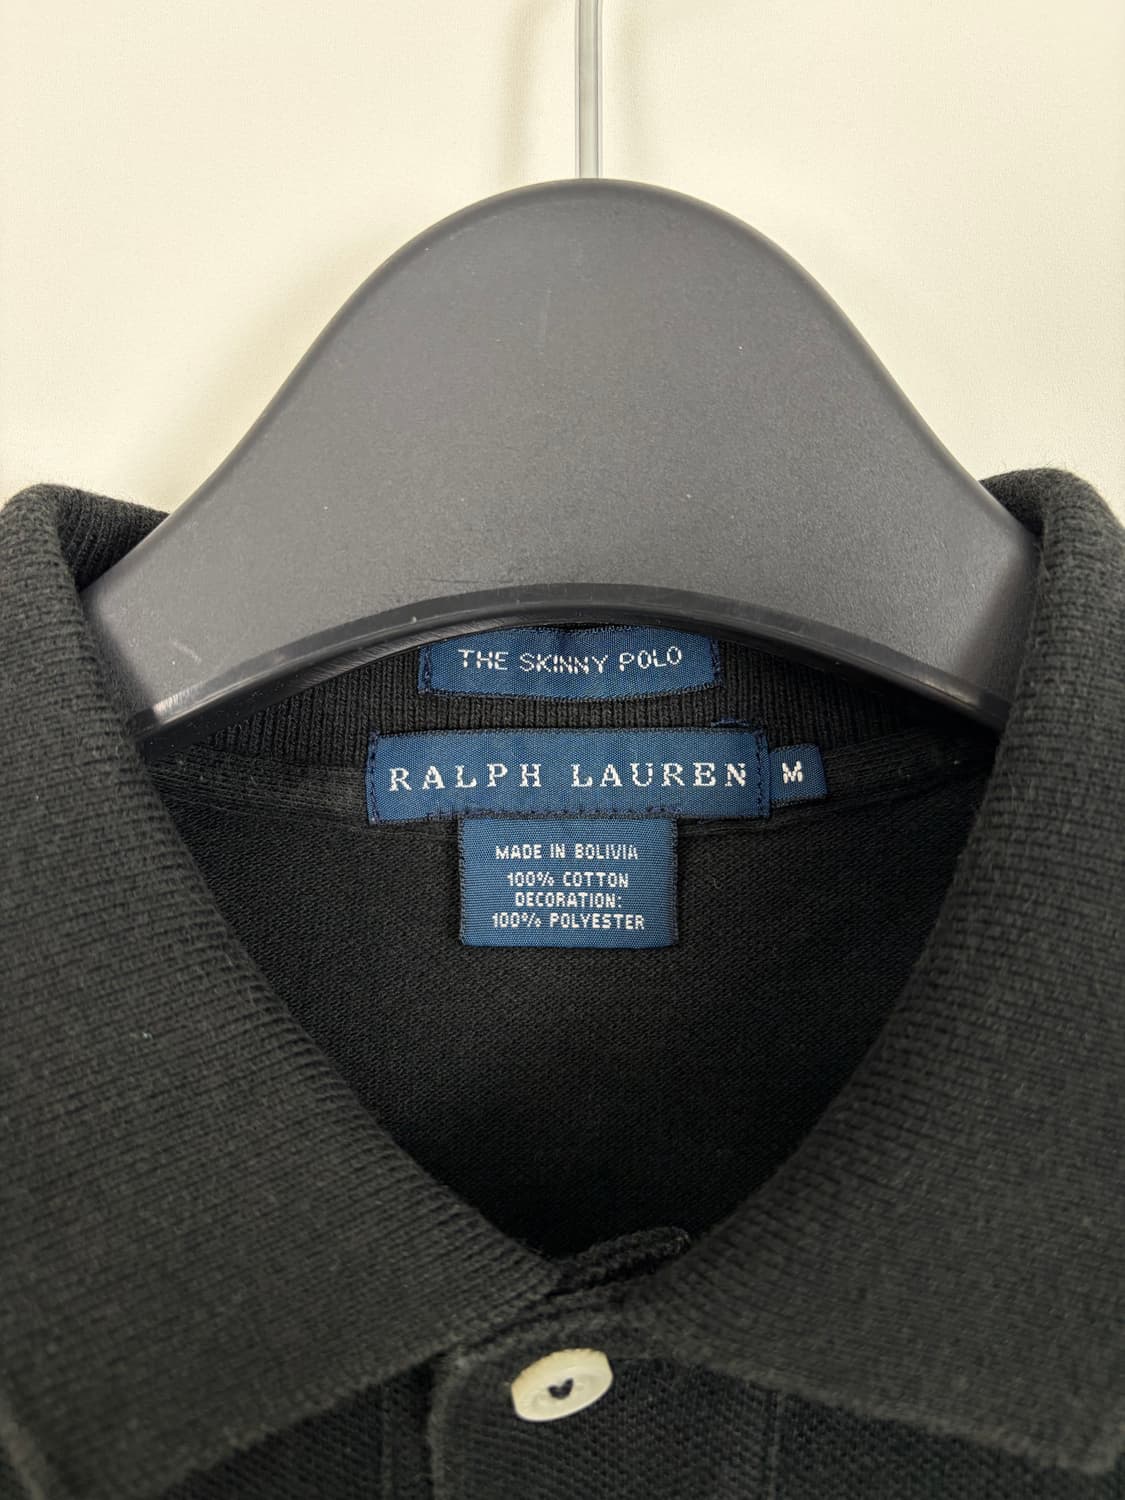 THE SKINNY POLO
RALPH LAUREN M
MADE IN BOLIVIA
100% COTTON
DECORATION:
100% POLYESTER